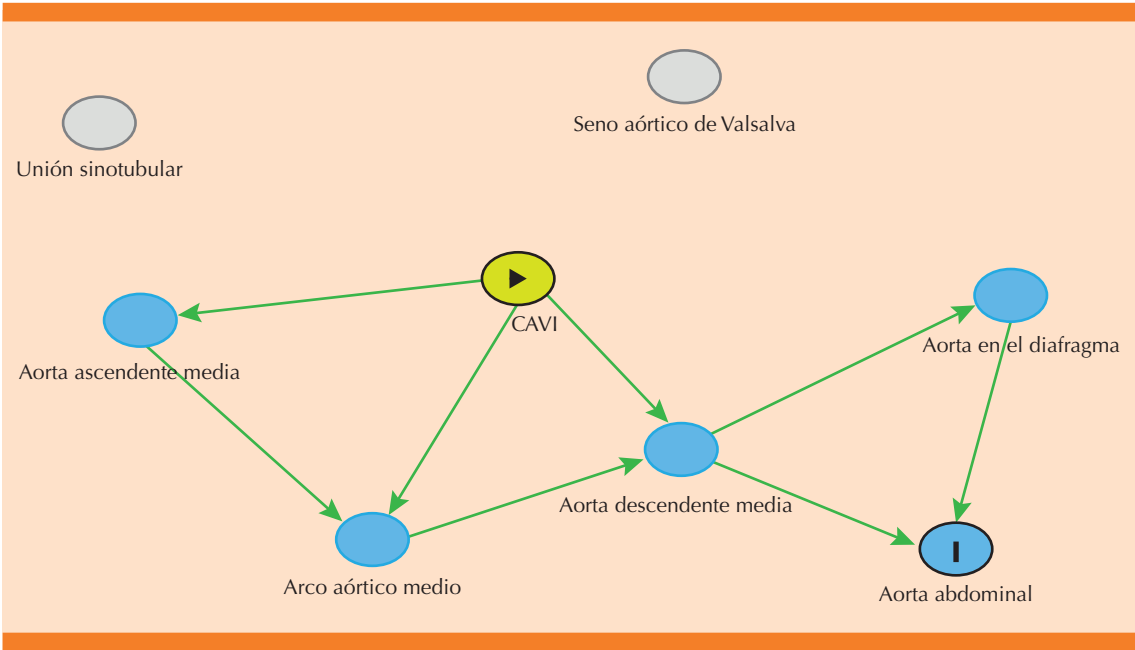 Seno aórtico de Valsalva
Unión sinotubular
CAVI
Aorta en el diafragma
Aorta ascendente media
Aorta descendente media
Arco aórtico medio
Aorta abdominal